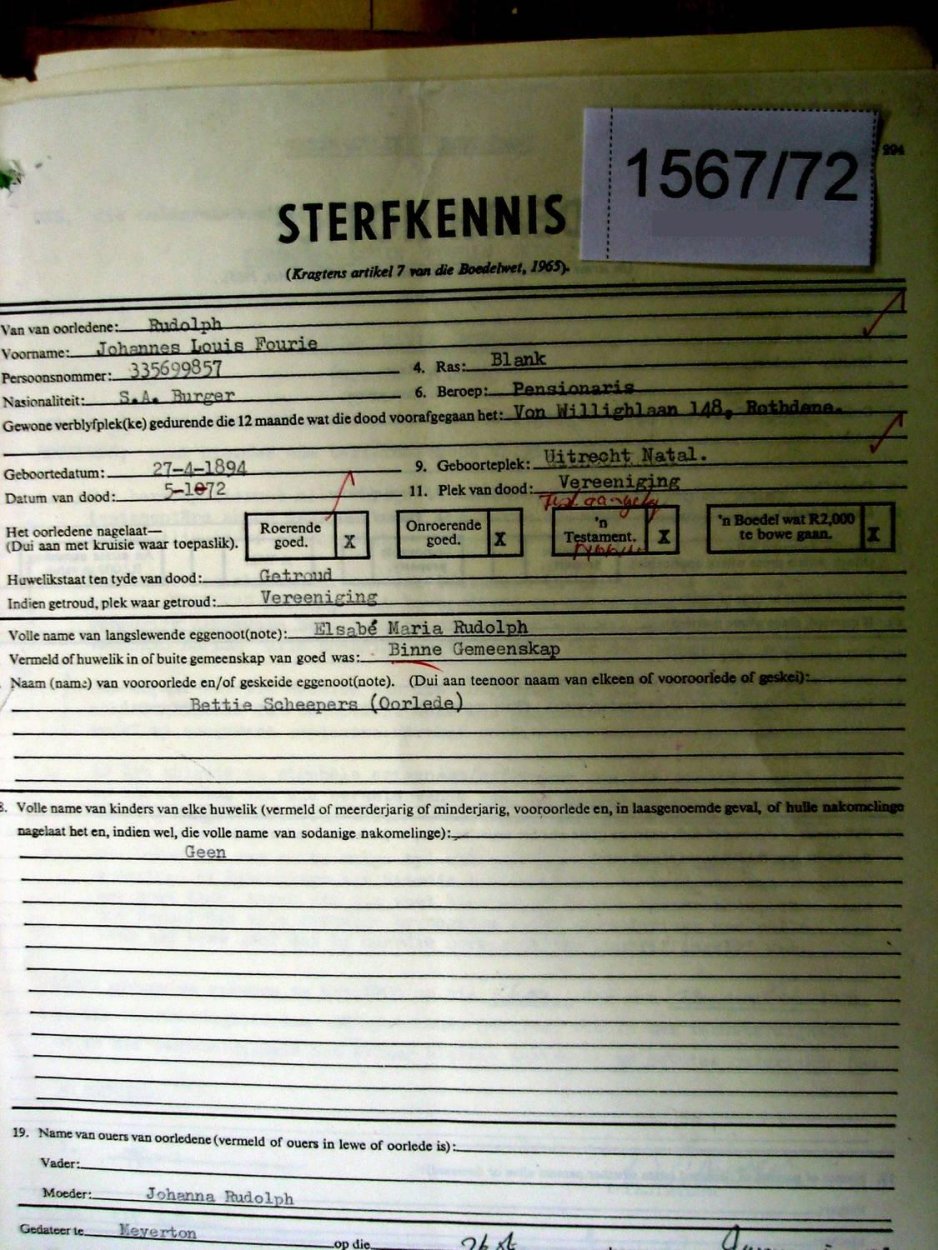 294
1567/72
STERFKENNIS
(Kragtens artikel 7 van die Boedelwet, 1965).
Van van oorledene: Rudolph
Voorname: Johannes Louis Fourie
Persoonsnommer: 335699857 4. Ras: Blank
Nasionaliteit: S.A. Burger 6. Beroep: Pensionaris
Gewone verblyfplek(ke) gedurende die 12 maande wat die dood voorafgegaan het: Von Willighlaan 148, Rothdene.
Geboortedatum: 27-4-1894 9. Geboorteplek: Uitrecht Natal.
Datum van dood: 5-1072 11. Plek van dood: Vereeniging
Het oorledene nagelaat—
(Dui aan met kruisie waar toepaslik).
Roerende goed. X
Onroerende goed. X
'n Testament. X
'n Boedel wat R2,000 te bowe gaan. X
Huwelikstaat ten tyde van dood: Getroud
Indien getroud, plek waar getroud: Vereeniging
Volle name van langslewende eggenoot(note): Elsabé Maria Rudolph
Vermeld of huwelik in of buite gemeenskap van goed was: Binne Gemeenskap
Naam (name) van vooroorlede en/of geskeide eggenoot(note). (Dui aan teenoor naam van elkeen of vooroorlede of geskei):
Bettie Scheepers (Oorlede)
8. Volle name van kinders van elke huwelik (vermeld of meerderjarig of minderjarig, vooroorlede en, in laasgenoemde geval, of hulle nakomelinge
nagelaat het en, indien wel, die volle name van sodanige nakomelinge):
Geen
19. Name van ouers van oorledene (vermeld of ouers in lewe of oorlede is):
Vader:
Moeder: Johanna Rudolph
Gedateer te Meyerton op die 26st